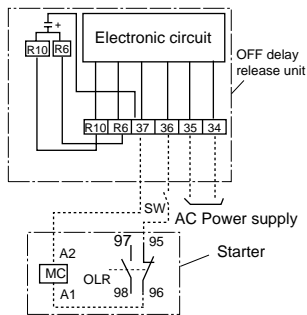 +
Electronic circuit
R10 R6
OFF delay
release unit
R10 R6 37 36 35 34
SW
AC Power supply
97 95
Starter
A2
MC
OLR
A1
98 96